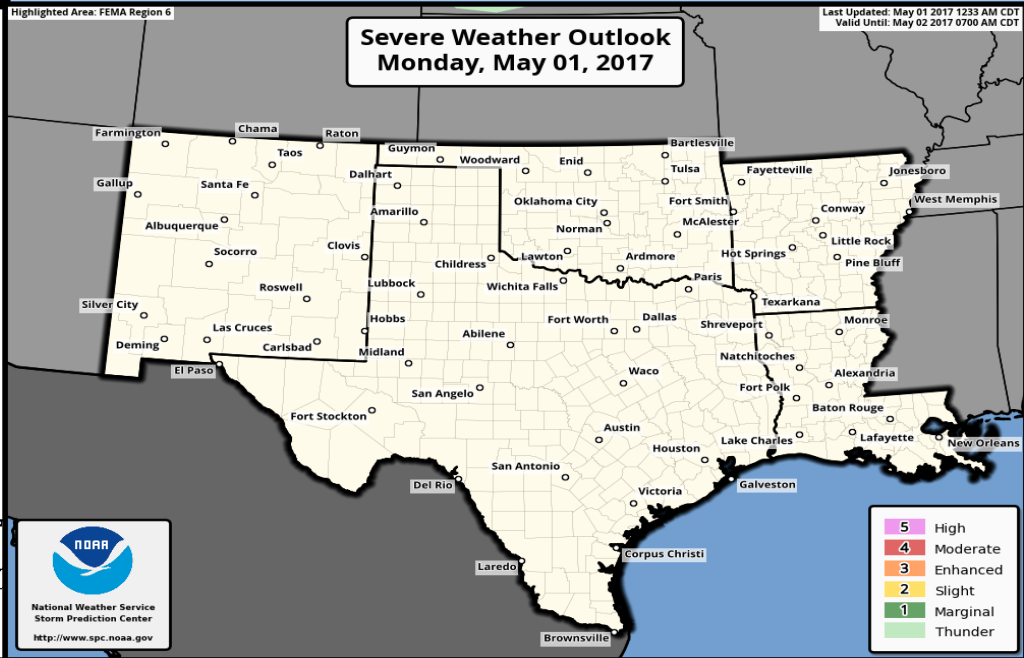 Highlighted Area: FEMA Region 6
Last Updated: May 01 2017 1233 AM CDT
Valid Until: May 02 2017 0700 AM CDT
Severe Weather Outlook
Monday, May 01, 2017
Farmington
Chama
Raton
Taos
Guymon
Woodward
Enid
Bartlesville
Tulsa
Fayetteville
Jonesboro
Gallup
Santa Fe
Dalhart
Albuquerque
Amarillo
Oklahoma City
Fort Smith
Conway
West Memphis
Norman
McAlester
Little Rock
Socorro
Clovis
Childress
Lawton
Ardmore
Hot Springs
Pine Bluff
Roswell
Lubbock
Wichita Falls
Paris
Texarkana
Silver City
Las Cruces
Hobbs
Abilene
Fort Worth
Dallas
Shreveport
Monroe
Deming
Carlsbad
Midland
Natchitoches
El Paso
San Angelo
Waco
Fort Polk
Alexandria
Fort Stockton
Austin
Baton Rouge
Houston
Lake Charles
Lafayette
New Orleans
San Antonio
Del Rio
Victoria
Galveston
Laredo
Corpus Christi
Brownsville
NOAA
National Weather Service
Storm Prediction Center
http://www.spc.noaa.gov
5 High
4 Moderate
3 Enhanced
2 Slight
1 Marginal
Thunder